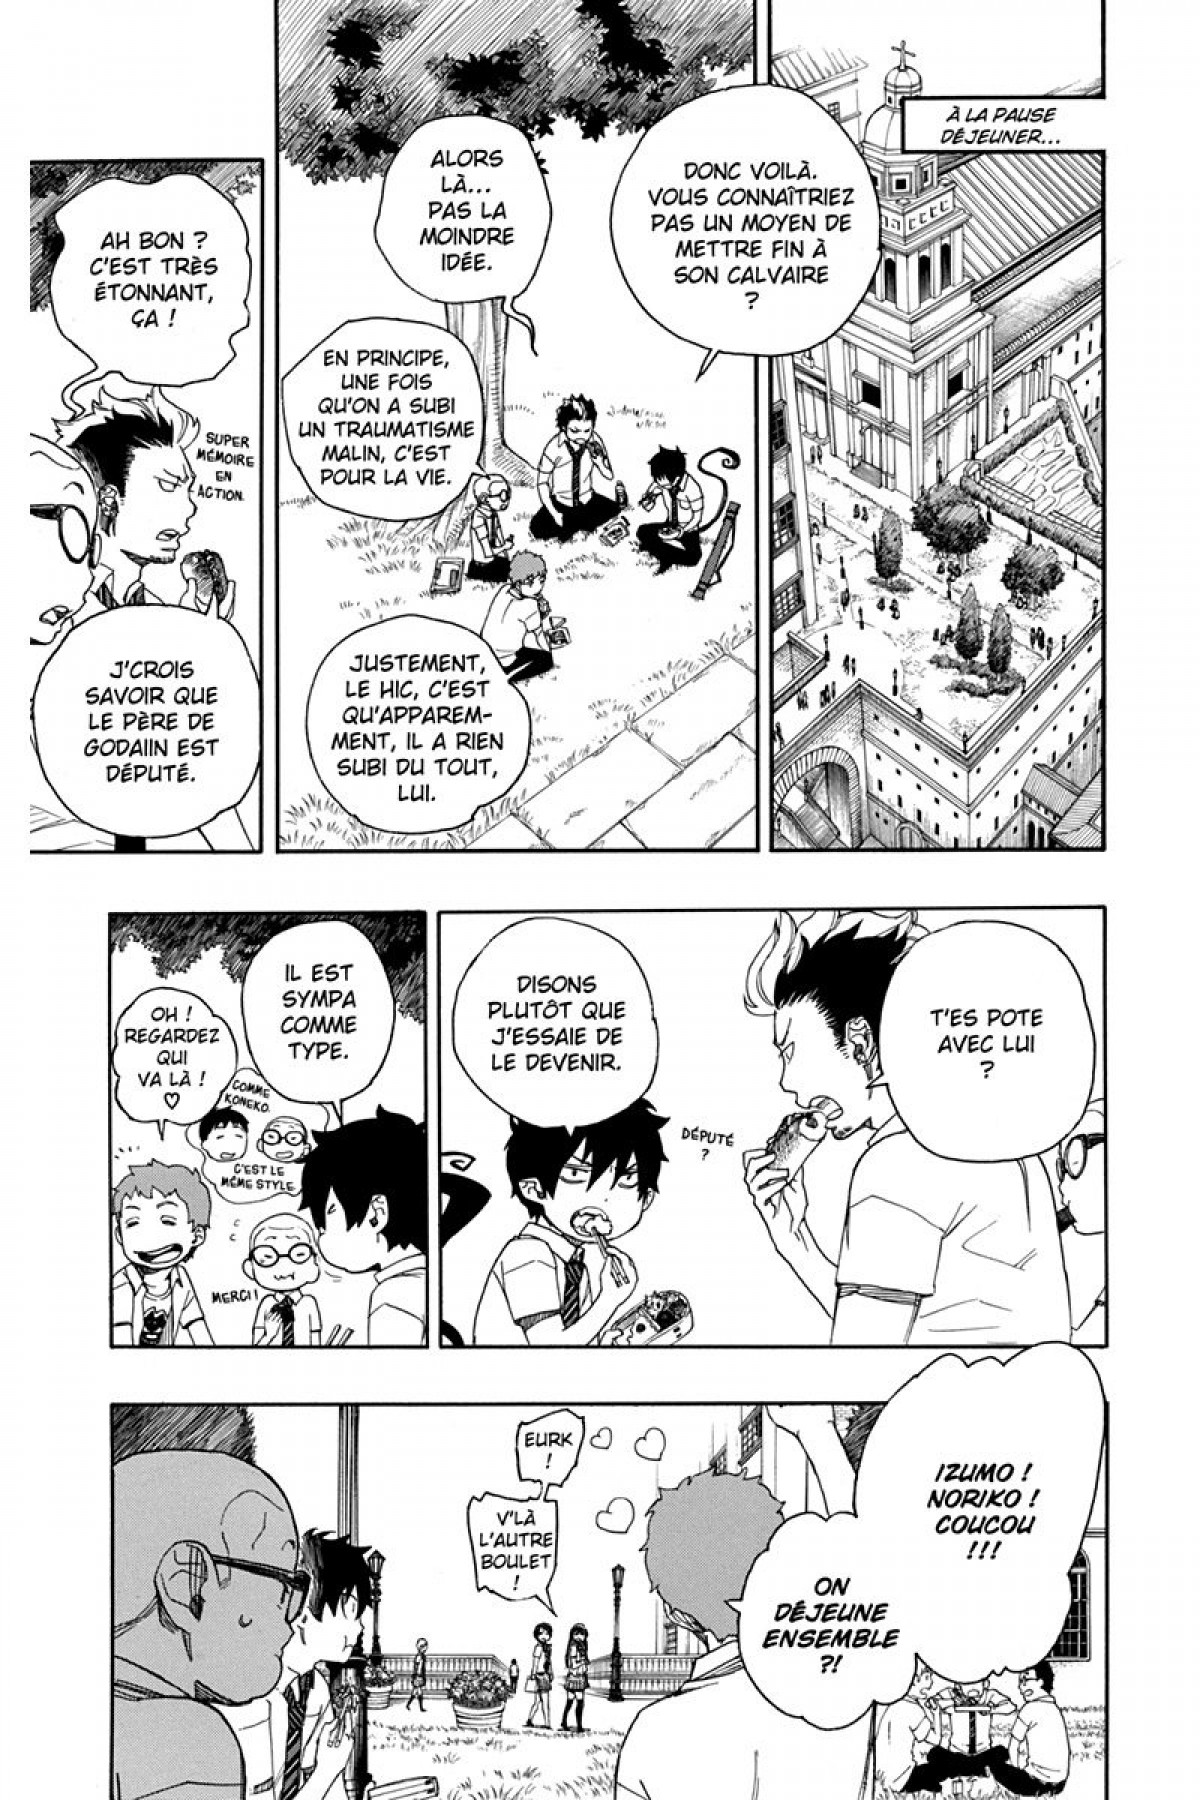 À LA PAUSE
DÉJEUNER...
DONC VOILÀ.
VOUS CONNAÎTRIEZ
PAS UN MOYEN DE
METTRE FIN À
SON CALVAIRE
?
ALORS
LÀ...
PAS LA
MOINDRE
IDÉE.
EN PRINCIPE,
UNE FOIS
QU'ON A SUBI
UN TRAUMATISME
MALIN, C'EST
POUR LA VIE.
JUSTEMENT,
LE HIC, C'EST
QU'APPAREM-
MENT, IL A RIEN
SUBI DU TOUT,
LUI.
AH BON ?
C'EST TRÈS
ÉTONNANT,
ÇA !
SUPER
MÉMOIRE
EN
ACTION.
J'CROIS
SAVOIR QUE
LE PÈRE DE
GODAIIN EST
DÉPUTÉ.
T'ES POTE
AVEC LUI
?
DISONS
PLUTÔT QUE
J'ESSAIE DE
LE DEVENIR.
DÉPUTÉ
?
IL EST
SYMPA
COMME
TYPE.
COMME
KONEKO.
C'EST LE
MÊME STYLE.
OH !
REGARDEZ
QUI
VA LÀ !
♡
MERCI !
IZUMO !
NORIKO !
COUCOU
!!!
ON
DÉJEUNE
ENSEMBLE
?!
EURK
!
V'LÀ
L'AUTRE
BOULET
!